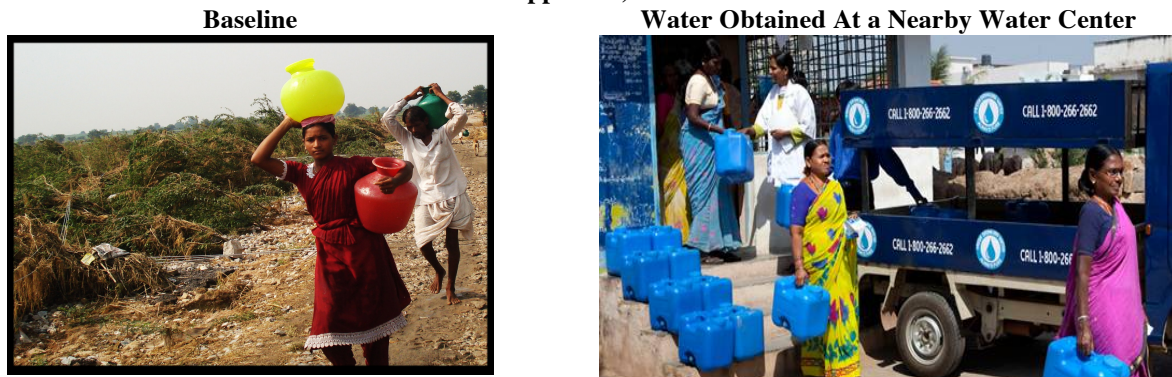 Baseline
Water Obtained At a Nearby Water Center
CALL 1-800-266-2662
CALL 1-800-266-2662
CALL 1-800-266-2662
CALL 1-800-266